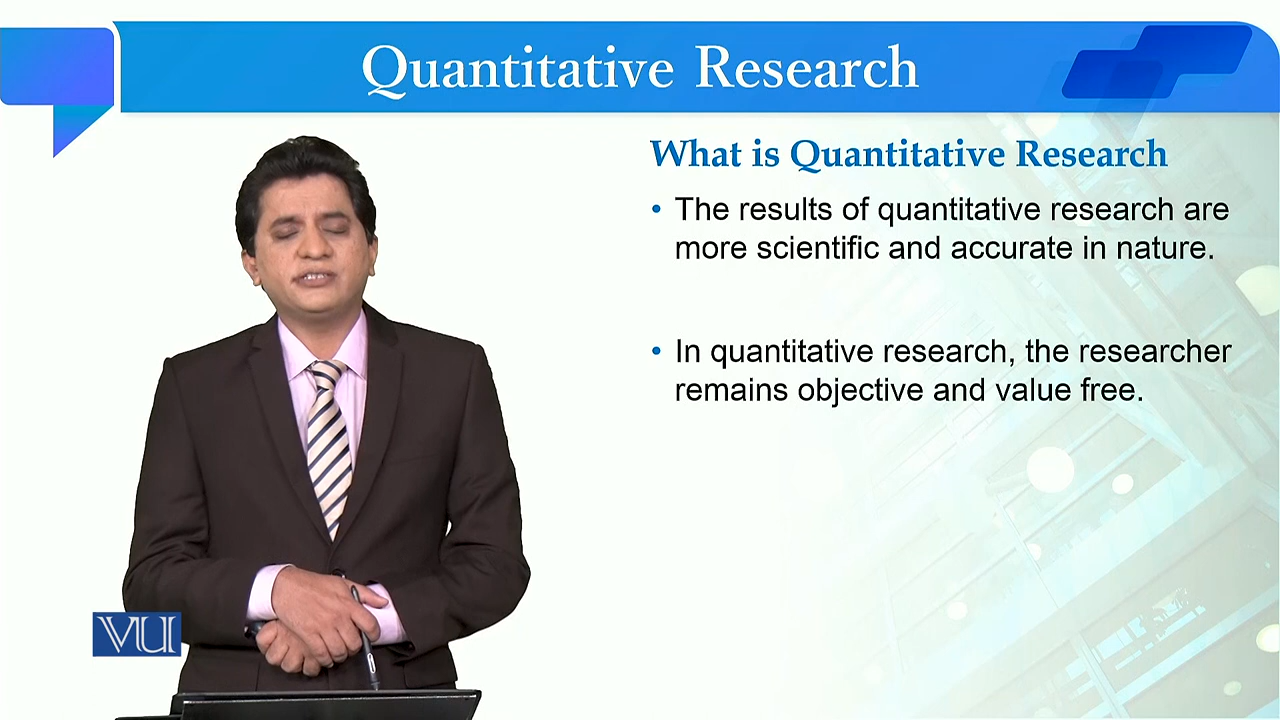 Quantitative Research
What is Quantitative Research
• The results of quantitative research are
more scientific and accurate in nature.
• In quantitative research, the researcher
remains objective and value free.
VU